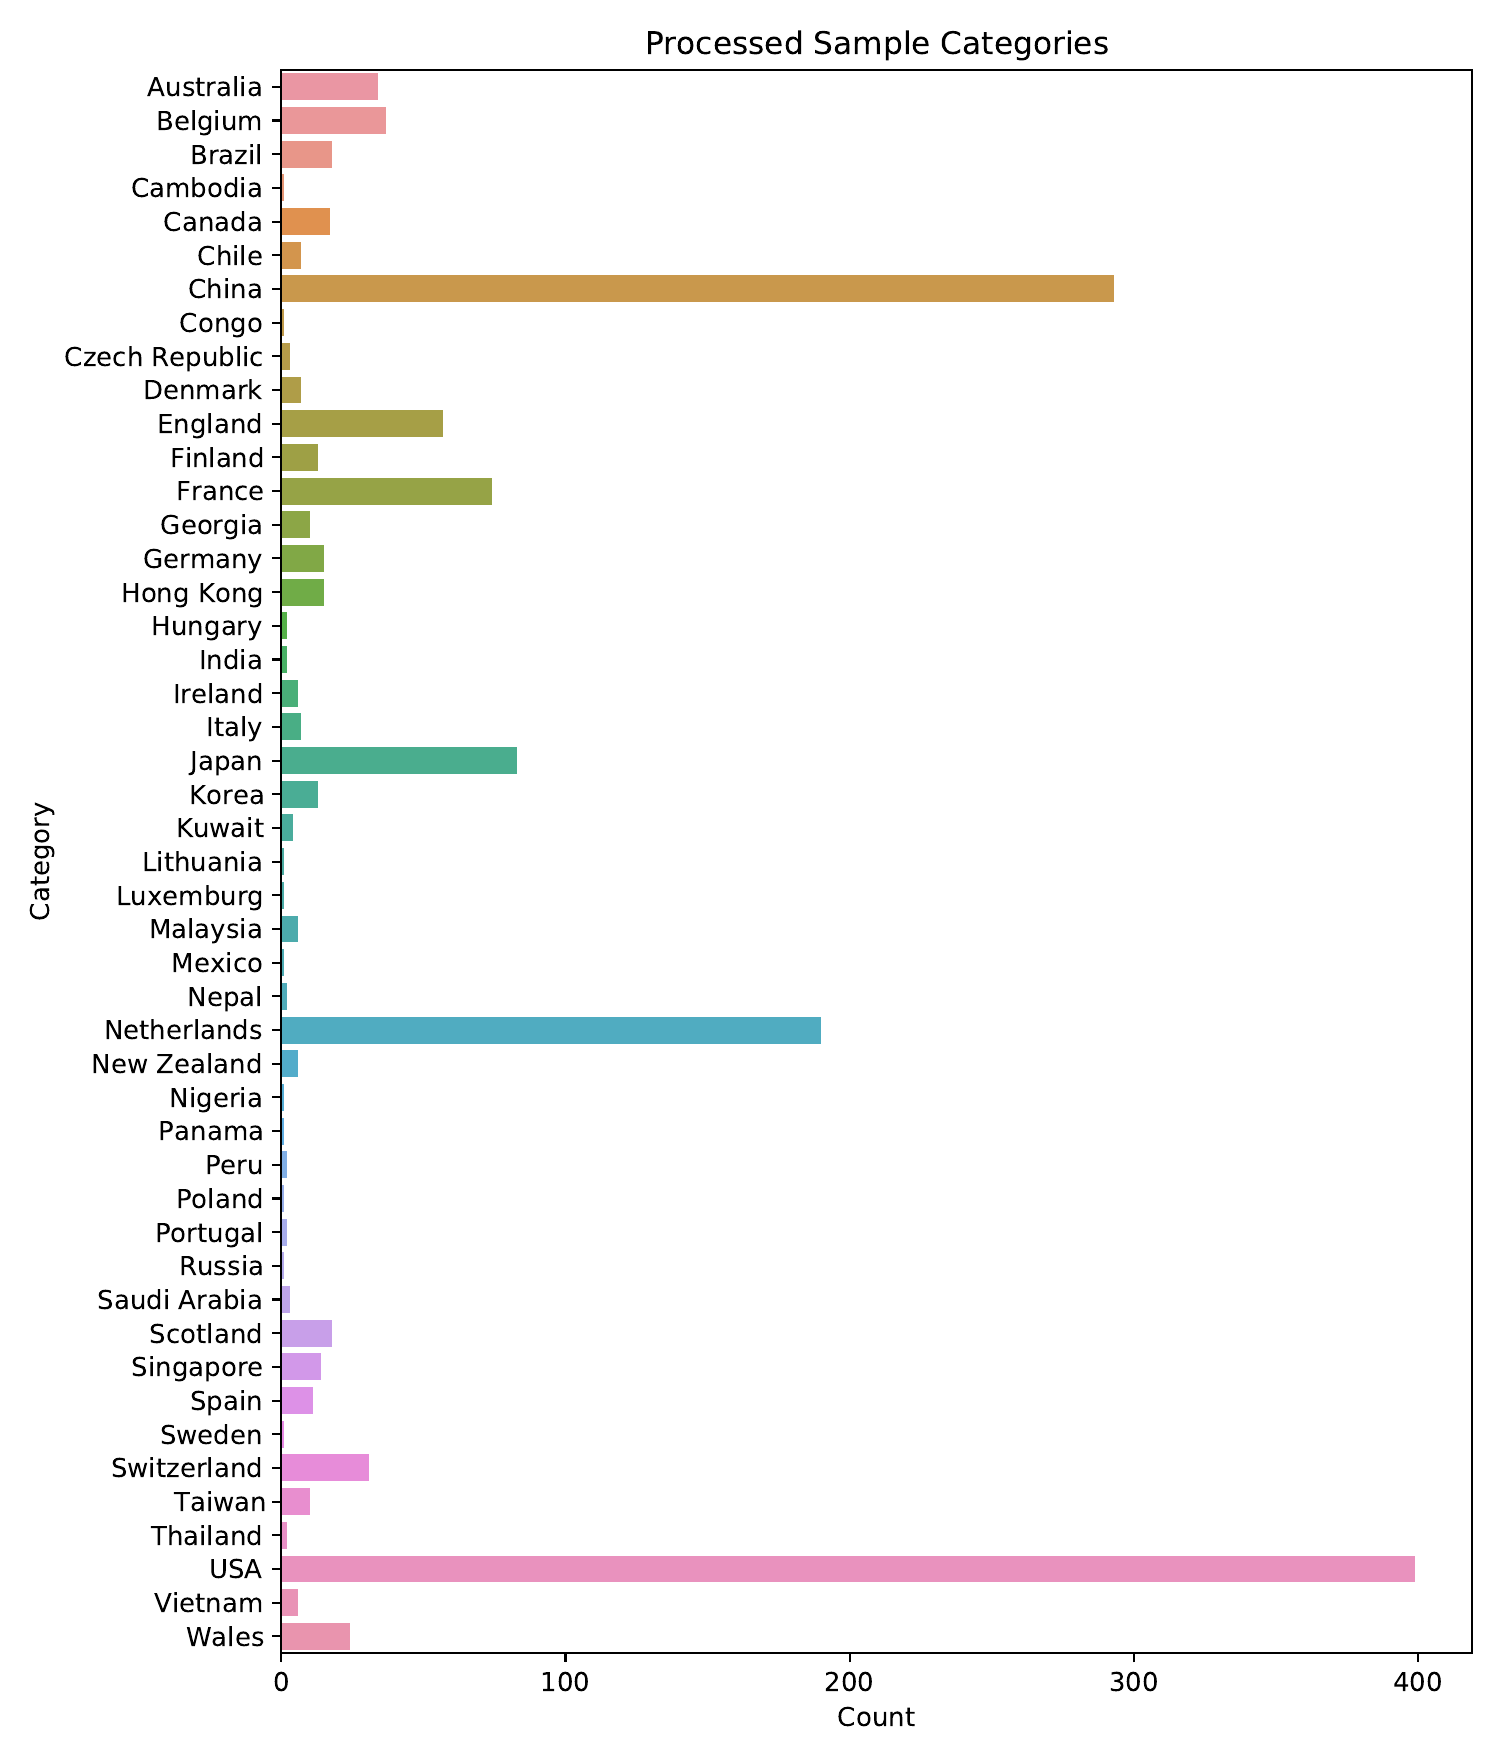 Processed Sample Categories
Australia
Belgium
Brazil
Cambodia
Canada
Chile
China
Congo
Czech Republic
Denmark
England
Finland
France
Georgia
Germany
Hong Kong
Hungary
India
Ireland
Italy
Japan
Korea
Kuwait
Lithuania
Luxemburg
Malaysia
Mexico
Nepal
Netherlands
New Zealand
Nigeria
Panama
Peru
Poland
Portugal
Russia
Saudi Arabia
Scotland
Singapore
Spain
Sweden
Switzerland
Taiwan
Thailand
USA
Vietnam
Wales
Category
0 100 200 300 400
Count